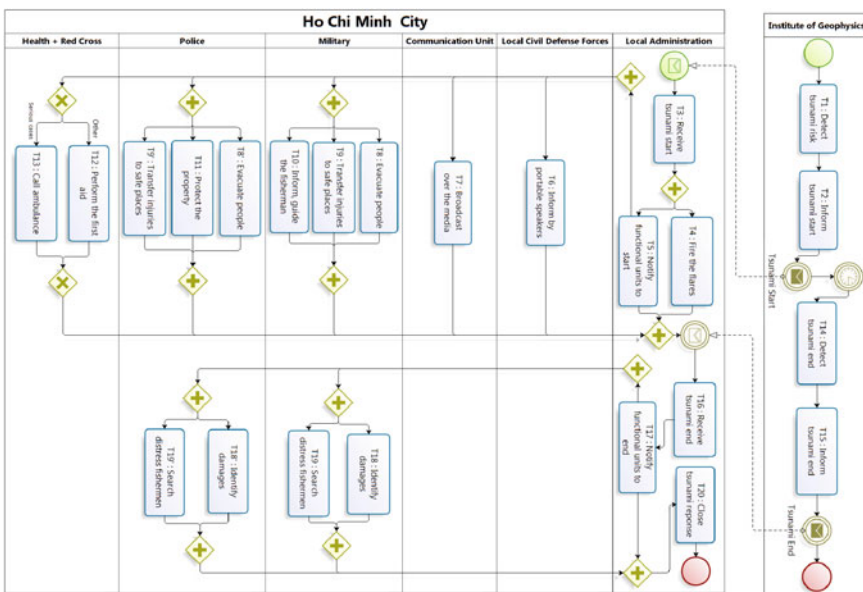 Ho Chi Minh City
Health + Red Cross
Police
Military
Communication Unit
Local Civil Defense Forces
Local Administration
Institute of Geophysics
Serious cases
Other
T13 : Call ambulance
T12 : Perform the first
aid
T9' : Transfer injuries
to safe places
T11 : Protect the
property
T8' : Evacuate people
T10 : Inform, guide
the fisherman
T9 : Transfer injuries
to safe places
T8 : Evacuate people
T7 : Broadcast
over the media
T6 : Inform by
portable speakers
T3 : Receive
tsunami start
T5 : Notify
functional units to
start
T4 : Fire the flares
T1 : Detect
tsunami risk
T2 : Inform
tsunami start
Tsunami Start
T14 : Detect
tsunami end
T15 : Inform
tsunami end
Tsunami End
T16 : Receive
tsunami end
T17 : Notify
functional units to
end
T19' : Search
distress fishermen
T18' : Identify
damages
T19 : Search
distress fishermen
T18 : Identify
damages
T20 : Close
tsunami reponse